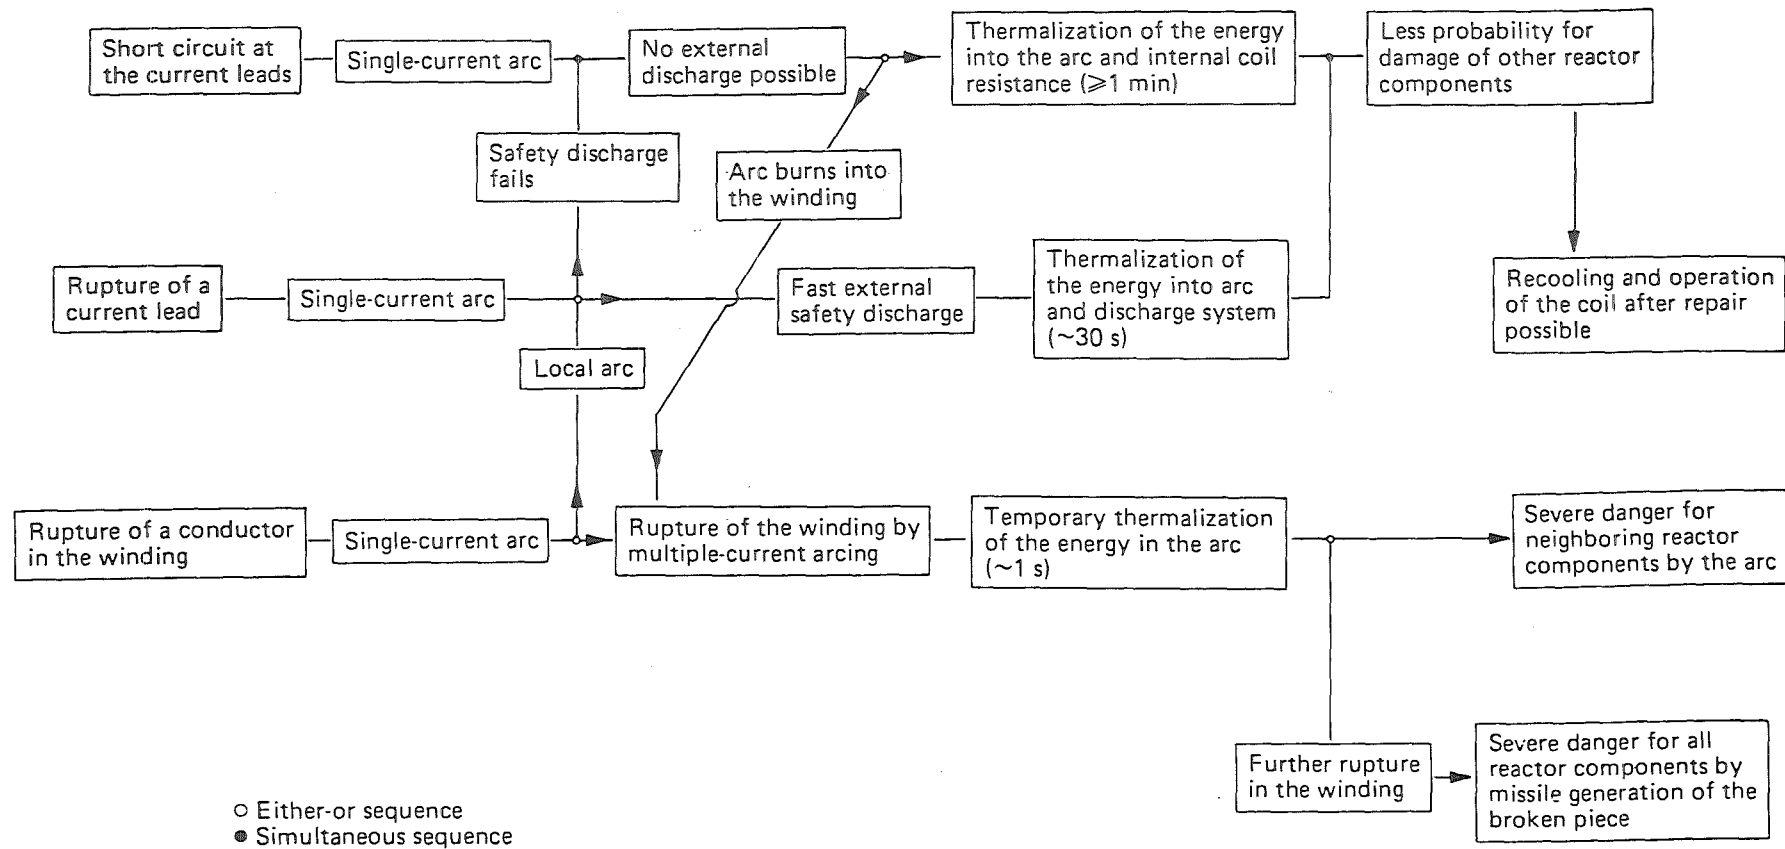 Short circuit at
the current leads
Single-current arc
No external
discharge possible
Thermalization of the energy
into the arc and internal coil
resistance (⩾1 min)
Less probability for
damage of other reactor
components
Safety discharge
fails
Arc burns into
the winding
Rupture of a
current lead
Single-current arc
Fast external
safety discharge
Thermalization of
the energy into arc
and discharge system
(~30 s)
Recooling and operation
of the coil after repair
possible
Local arc
Rupture of a conductor
in the winding
Single-current arc
Rupture of the winding by
multiple-current arcing
Temporary thermalization
of the energy in the arc
(~1 s)
Severe danger for
neighboring reactor
components by the arc
Further rupture
in the winding
Severe danger for all
reactor components by
missile generation of the
broken piece
○ Either-or sequence
● Simultaneous sequence